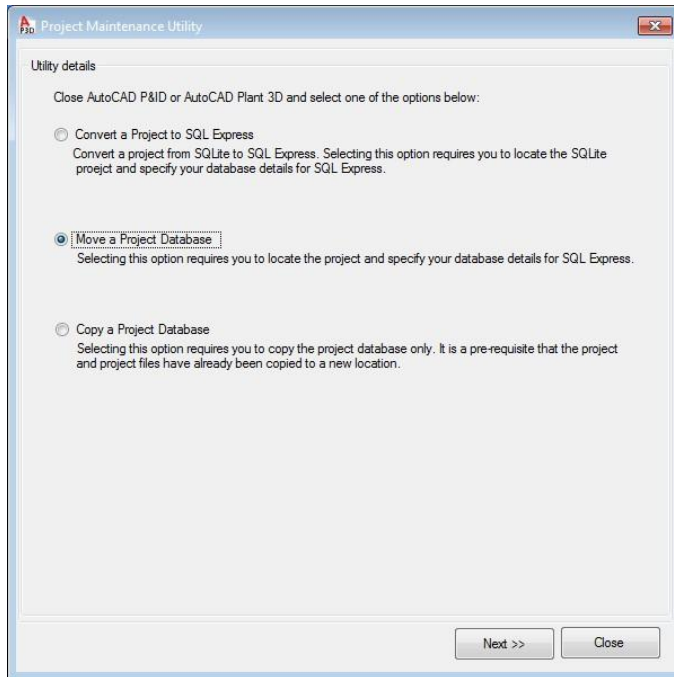 A
P3D
Project Maintenance Utility
Utility details
Close AutoCAD P&ID or AutoCAD Plant 3D and select one of the options below:
Convert a Project to SQL Express
Convert a project from SQLite to SQL Express. Selecting this option requires you to locate the SQLite
proejct and specify your database details for SQL Express.
Move a Project Database
Selecting this option requires you to locate the project and specify your database details for SQL Express.
Copy a Project Database
Selecting this option requires you to copy the project database only. It is a pre-requisite that the project
and project files have already been copied to a new location.
Next >>
Close